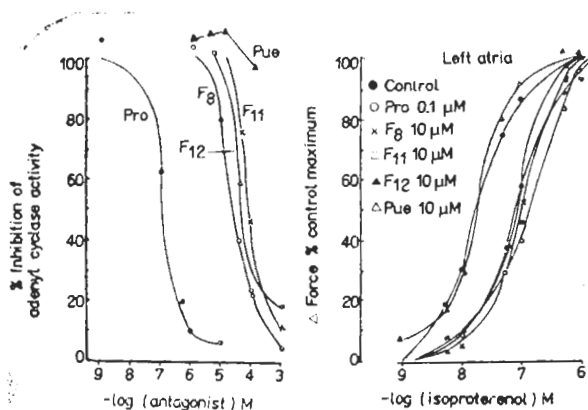 Pue
Pro
F8
F11
F12
100
80
60
40
20
0
9 8 7 6 5 4 3
% Inhibition of
adenyl cyclase activity
-log (antagonist) M
Left atria
Control
Pro 0.1 μM
F8 10 μM
F11 10 μM
F12 10 μM
Pue 10 μM
100
80
60
40
20
0
9 8 7 6
△ Force % control maximum
-log (isoproterenol) M